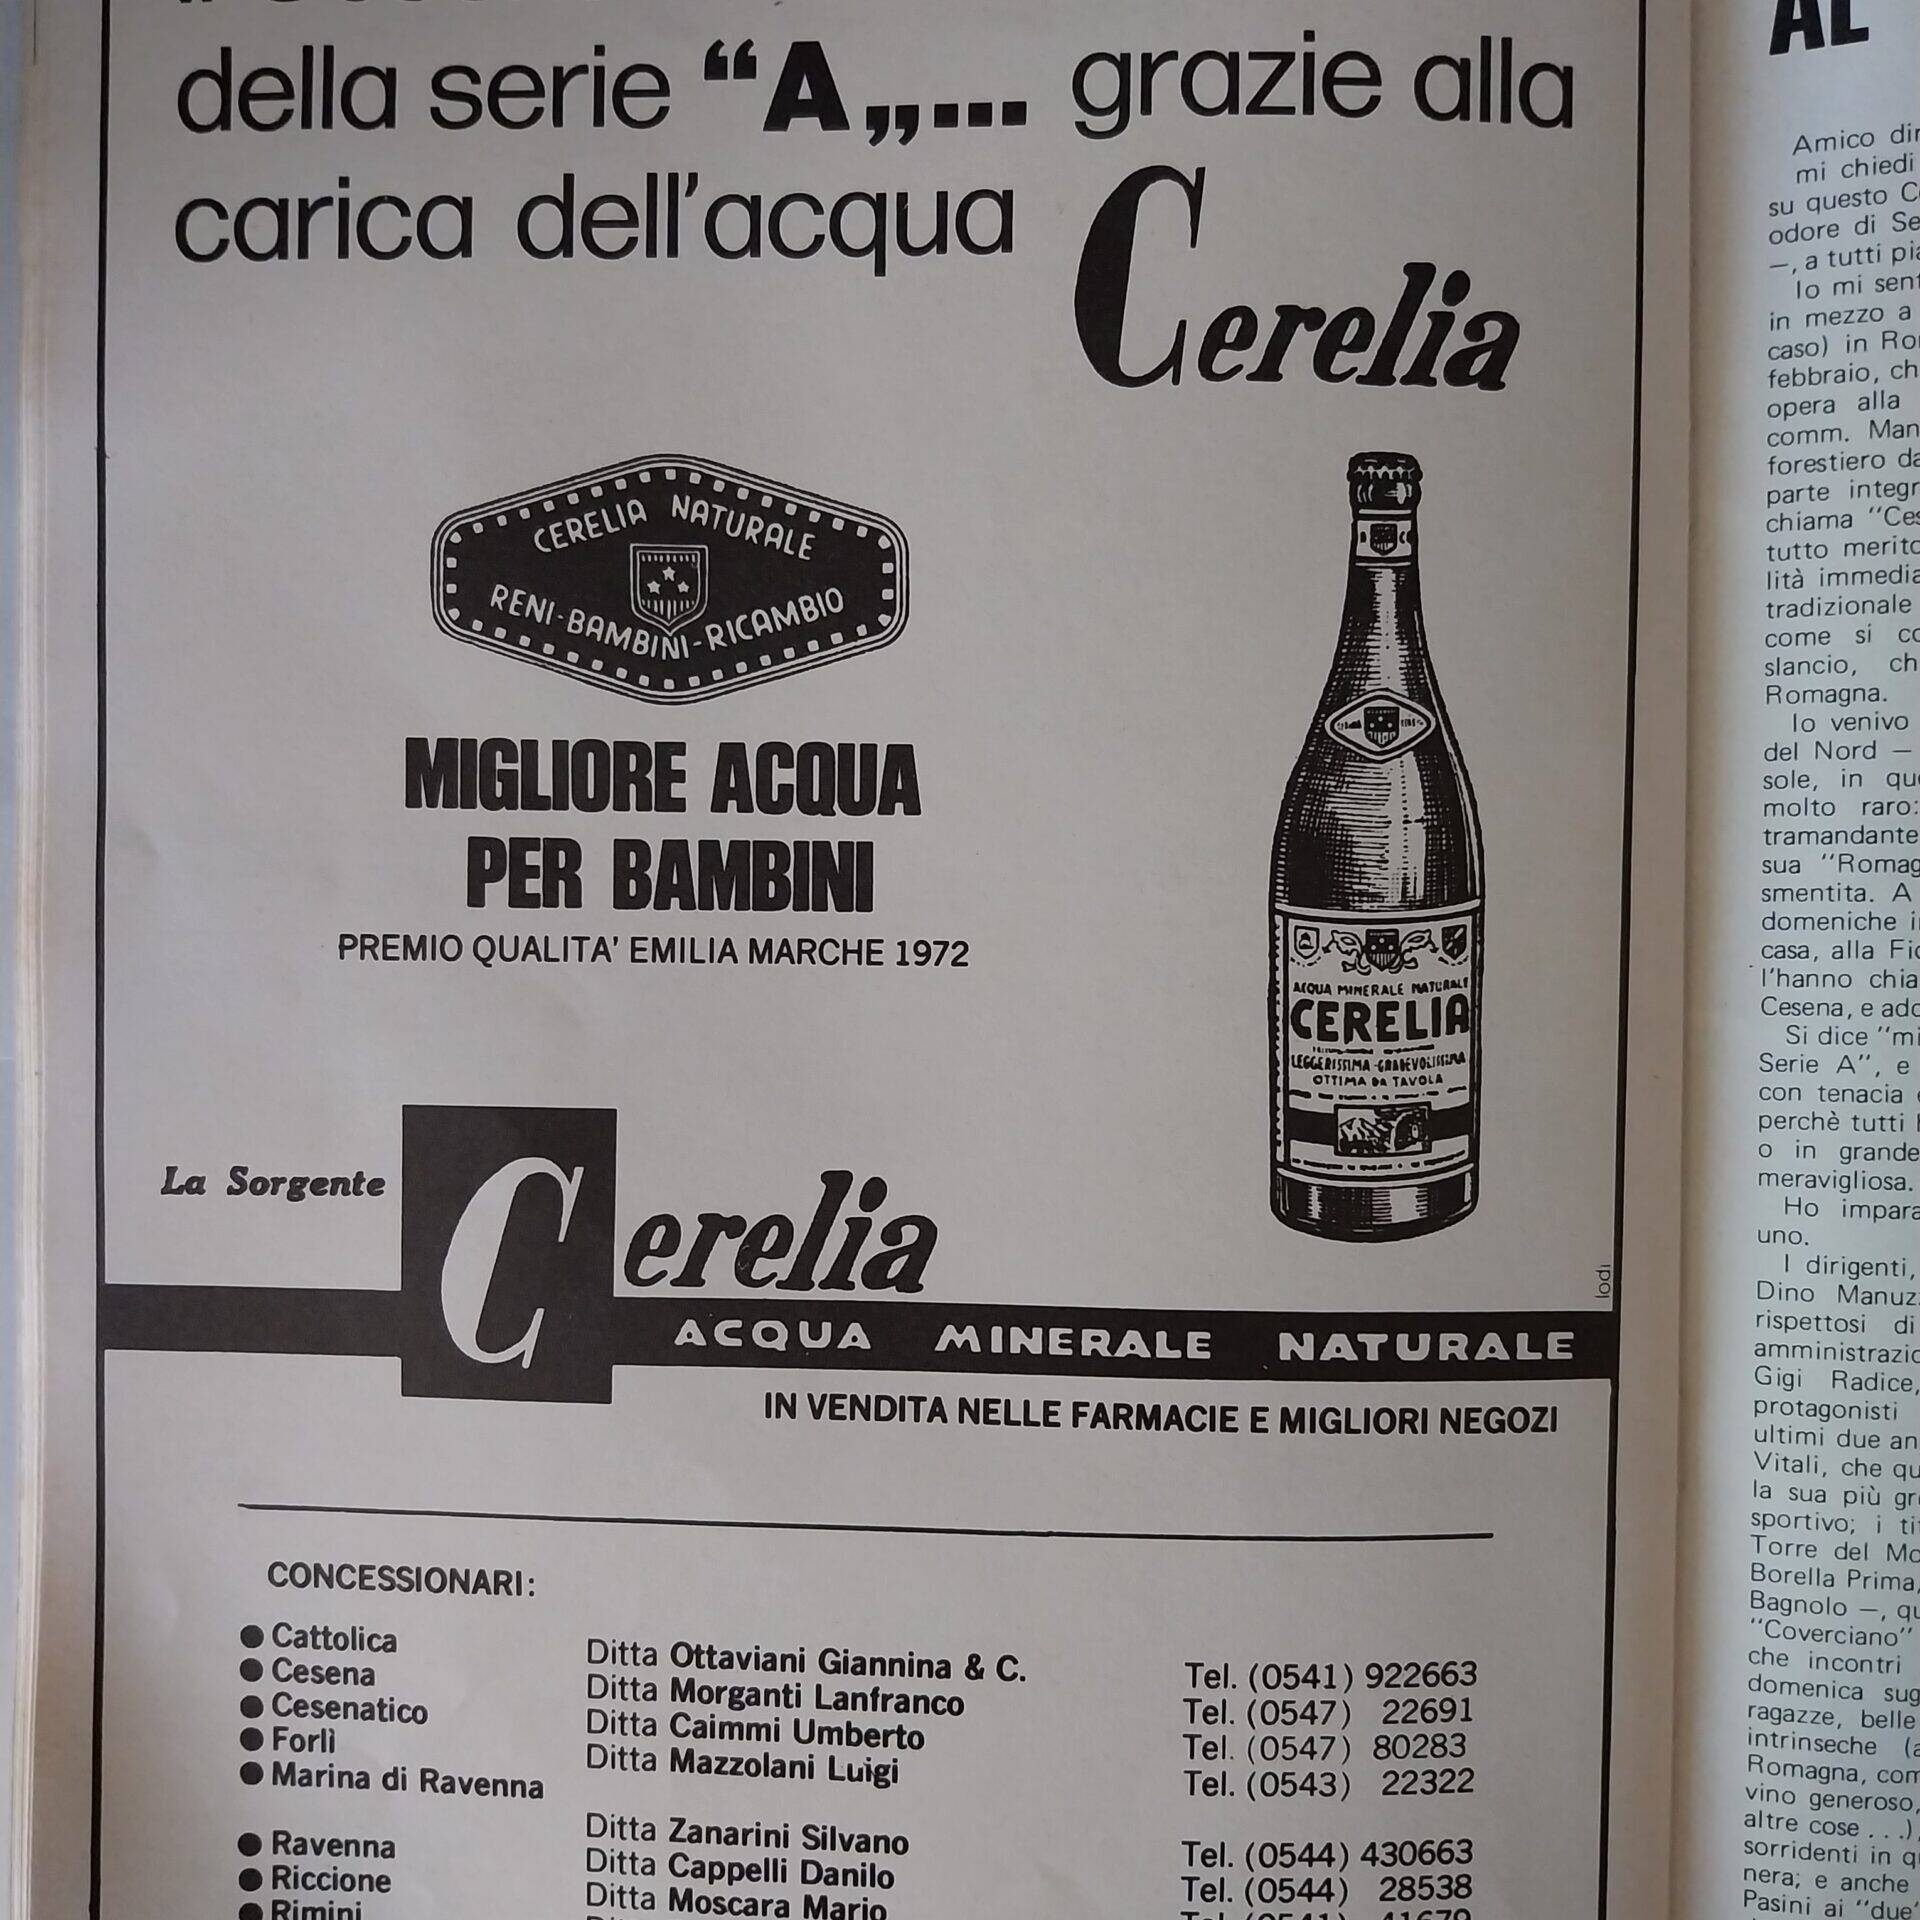 della serie “A„... grazie alla
carica dell'acqua Cerelia
CERELIA NATURALE
RENI-BAMBINI-RICAMBIO
MIGLIORE ACQUA
PER BAMBINI
PREMIO QUALITA' EMILIA MARCHE 1972
ACQUA MINERALE NATURALE
CERELIA
LEGGERISSIMA-GRADEVOLISSIMA
OTTIMA DA TAVOLA
La Sorgente Cerelia
ACQUA MINERALE NATURALE
lodi
IN VENDITA NELLE FARMACIE E MIGLIORI NEGOZI
CONCESSIONARI:
● Cattolica Ditta Ottaviani Giannina & C. Tel. (0541) 922663
● Cesena Ditta Morganti Lanfranco Tel. (0547) 22691
● Cesenatico Ditta Caimmi Umberto Tel. (0547) 80283
● Forlì Ditta Mazzolani Luigi Tel. (0543) 22322
● Marina di Ravenna
Ditta Zanarini Silvano Tel. (0544) 430663
● Ravenna Ditta Cappelli Danilo Tel. (0544) 28538
● Riccione Ditta Moscara Mario Tel. (0541) 41679
● Rimini
AL
Amico
mi chiedi
su questo
odore di
—, a tutti
Io mi
in mezzo a
caso) in
febbraio,
opera alla
comm.
forestiero
parte
chiama
tutto
lità
tradizionale
come si
slancio,
Romagna.
Io venivo
del Nord —
sole, in
molto raro:
tramandante
sua
smentita. A
domeniche
casa, alla
l'hanno
Cesena, e
Si dice
Serie A", e
con tenacia
perchè tutti
o in grande
meravigliosa.
Ho
uno.
I dirigenti,
Dino
rispettosi di
Gigi Radice,
protagonisti
ultimi due
Vitali, che
la sua più
sportivo; i
Torre del
Borella Prima,
Bagnolo —,
"Coverciano"
che incontri
domenica
ragazze, belle
intrinseche
Romagna,
vino generoso,
altre cose . . .),
sorridenti in
nera; e anche
Pasini ai "due"